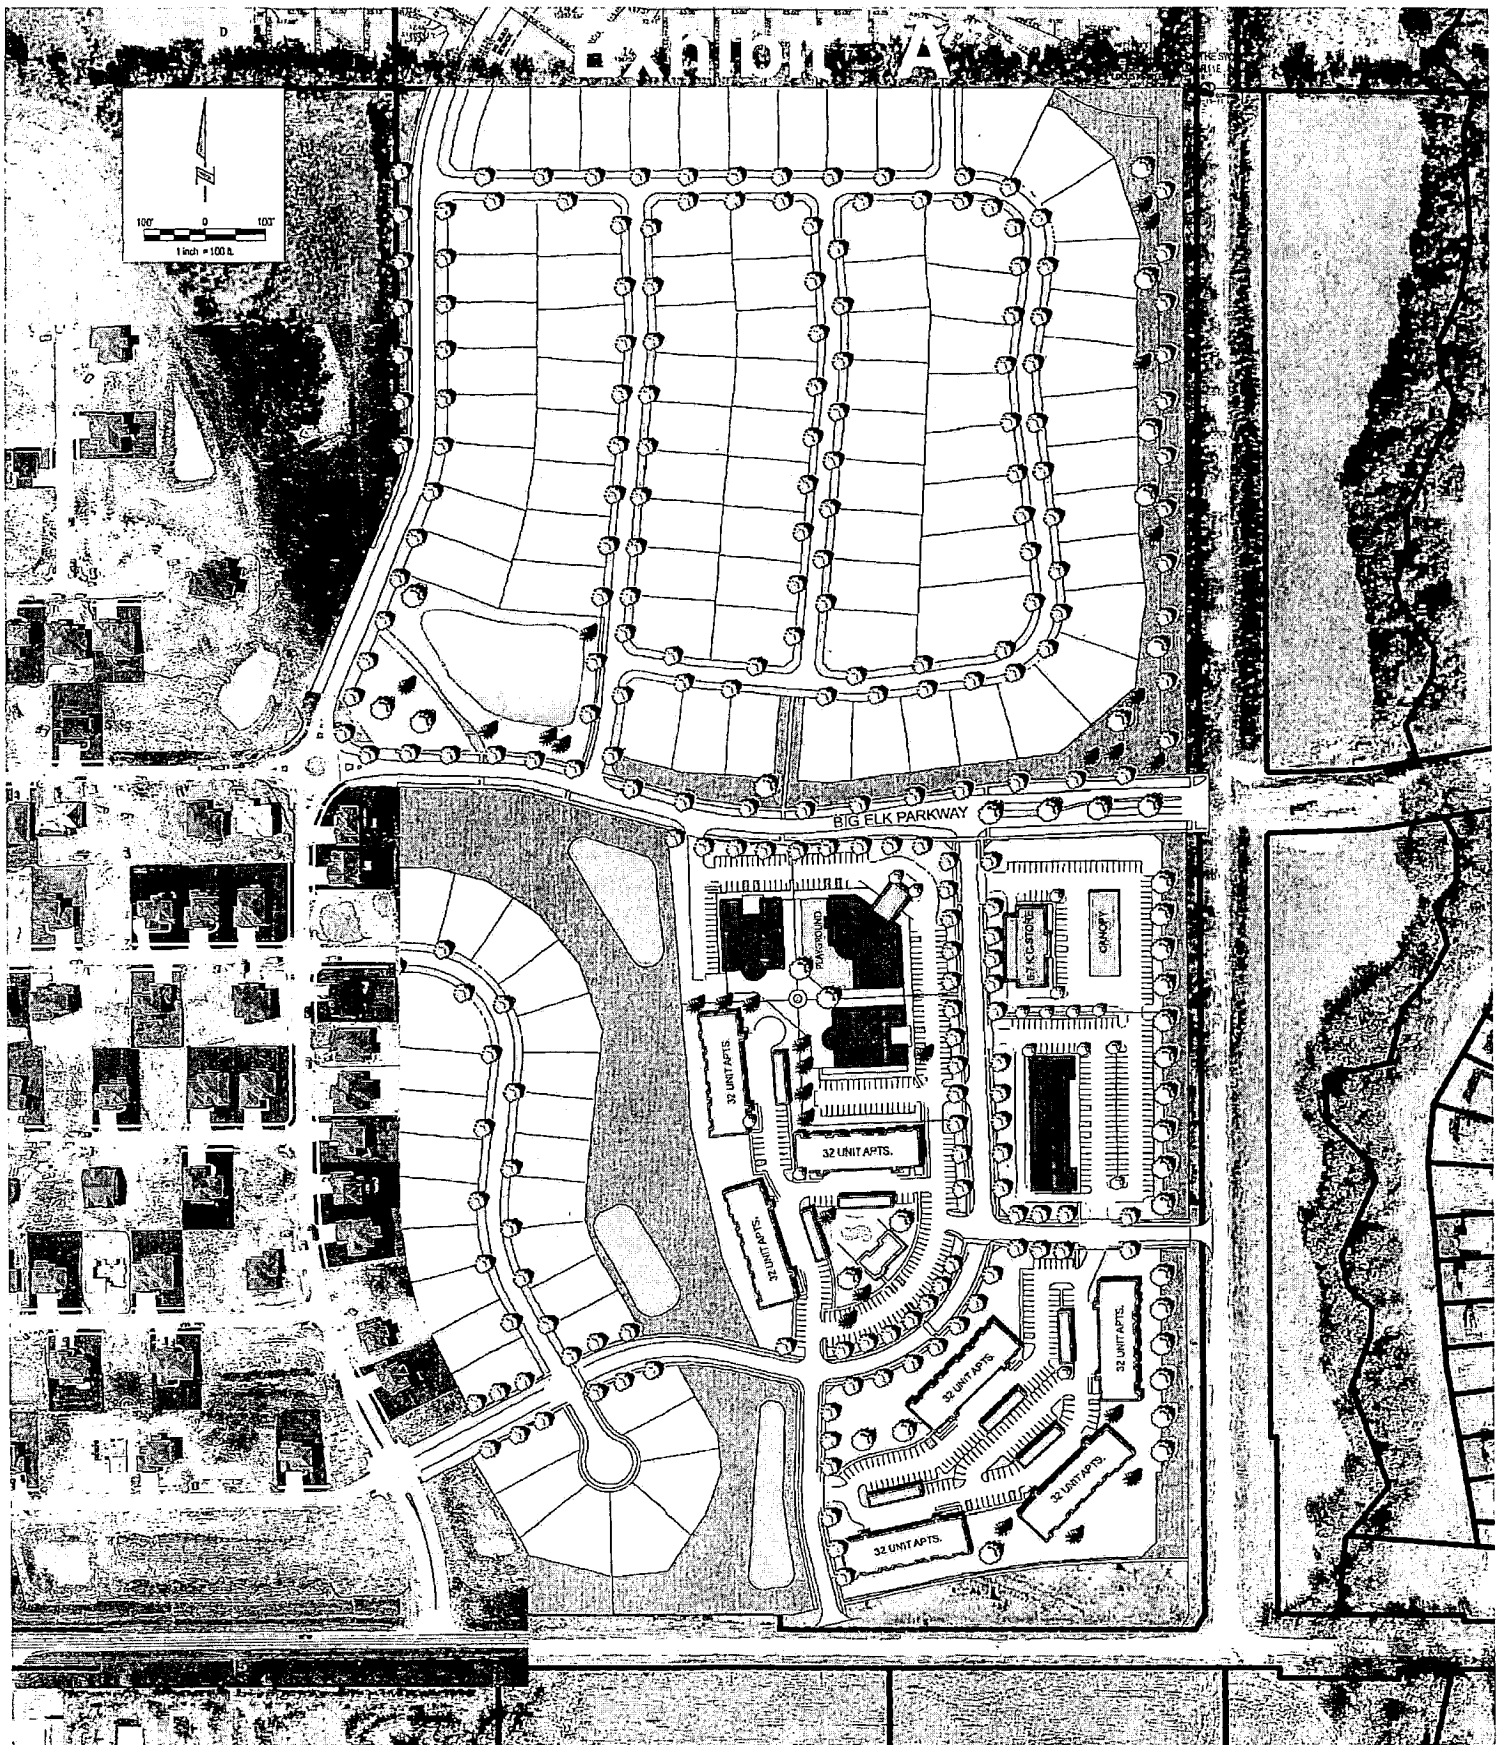 Exhibit A
D
N
100' 0 100'
1 inch = 100 ft.
BIG ELK PARKWAY
PLAYGROUND
C-STORE
CANOPY
32 UNIT APTS.
32 UNIT APTS.
32 UNIT APTS.
32 UNIT APTS.
32 UNIT APTS.
32 UNIT APTS.
32 UNIT APTS.